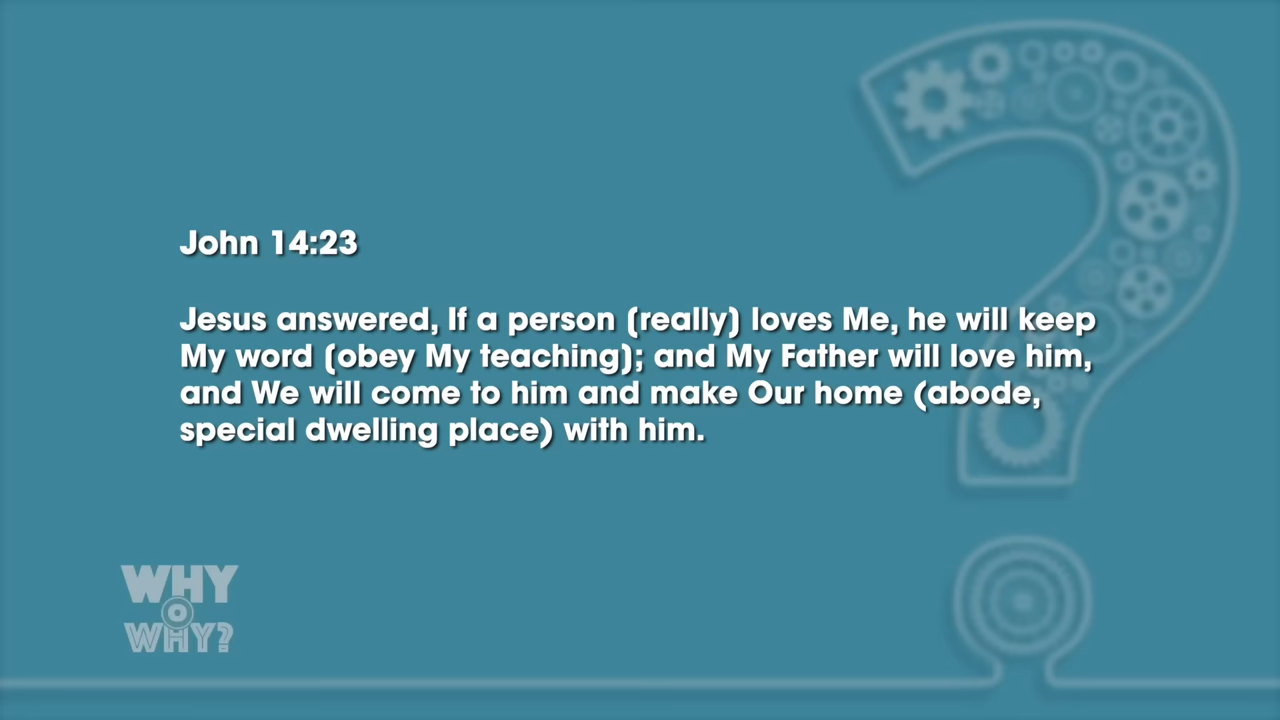 John 14:23
Jesus answered, If a person (really) loves Me, he will keep
My word (obey My teaching); and My Father will love him,
and We will come to him and make Our home (abode,
special dwelling place) with him.
WHY
O
WHY?